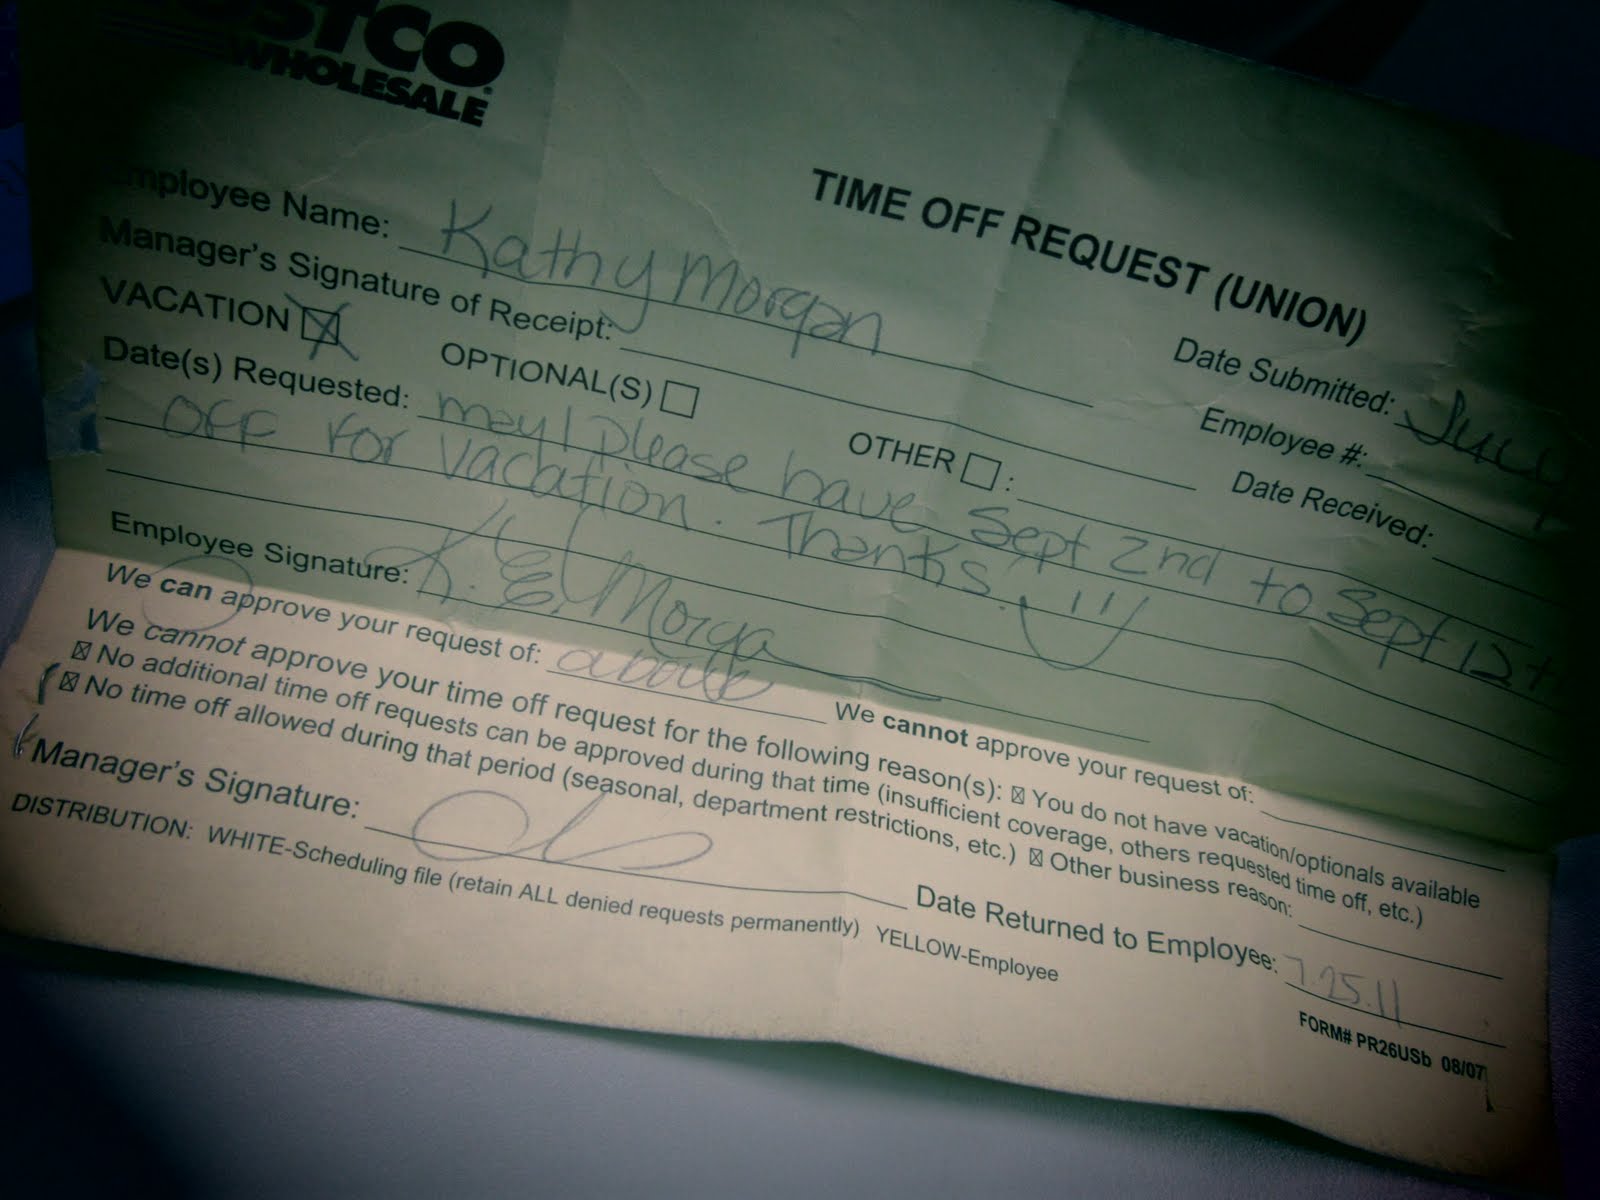 COSTCO
WHOLESALE
TIME OFF REQUEST (UNION)
Employee Name: Kathy Morgan
Date Submitted: July
Manager's Signature of Receipt:
Employee #:
VACATION ☒ OPTIONAL(S) ☐ OTHER ☐:
Date Received:
Date(s) Requested: may I please have Sept 2nd to Sept 12th
off for vacation. Thanks.
Employee Signature: K. E. Morgan
We can approve your request of: above We cannot approve your request of:
We cannot approve your time off request for the following reason(s): ☒ You do not have vacation/optionals available
☒ No additional time off requests can be approved during that time (insufficient coverage, others requested time off, etc.)
☒ No time off allowed during that period (seasonal, department restrictions, etc.) ☒ Other business reason:
Manager's Signature: Date Returned to Employee: 7.25.11
DISTRIBUTION: WHITE-Scheduling file (retain ALL denied requests permanently) YELLOW-Employee
FORM# PR26USb 08/07